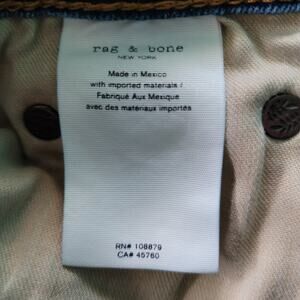 rag & bone
NEW YORK
Made in Mexico
with imported materials /
Fabriqué Aux Mexique
avec des matériaux importés
RN# 108879
CA# 45760